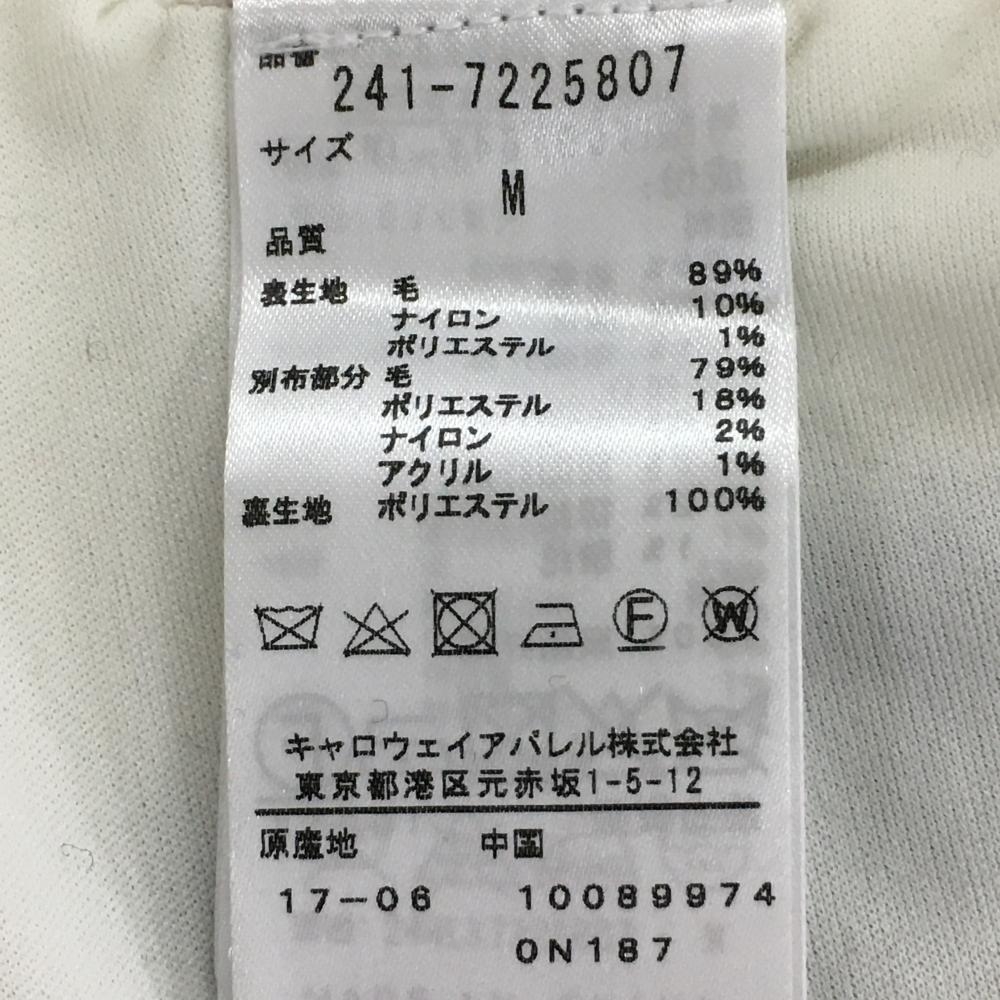 品番
241-7225807
サイズ
M
品質
表生地 毛 89%
ナイロン 10%
ポリエステル 1%
別布部分 毛 79%
ポリエステル 18%
ナイロン 2%
アクリル 1%
裏生地 ポリエステル 100%
F W
キャロウェイアパレル株式会社
東京都港区元赤坂1-5-12
原産地 中国
17-06 10089974
0N187